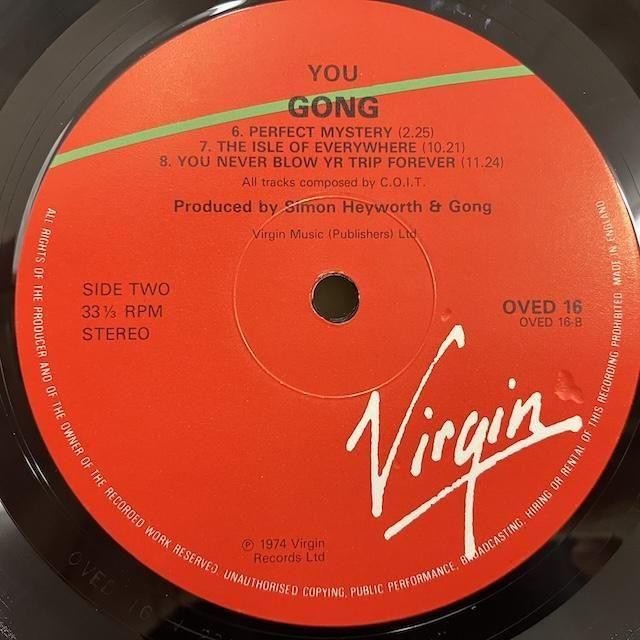 YOU
GONG
6. PERFECT MYSTERY (2.25)
7. THE ISLE OF EVERYWHERE (10.21)
8. YOU NEVER BLOW YR TRIP FOREVER (11.24)
All tracks composed by C.O.I.T.
Produced by Simon Heyworth & Gong
Virgin Music (Publishers) Ltd
SIDE TWO
33⅓ RPM
STEREO
OVED 16
OVED 16-B
Virgin
℗ 1974 Virgin
Records Ltd
ALL RIGHTS OF THE PRODUCER AND OF THE OWNER OF THE RECORDED WORK RESERVED. UNAUTHORISED COPYING, PUBLIC PERFORMANCE, BROADCASTING, HIRING OR RENTAL OF THIS RECORDING PROHIBITED. MADE IN ENGLAND
OVED 16